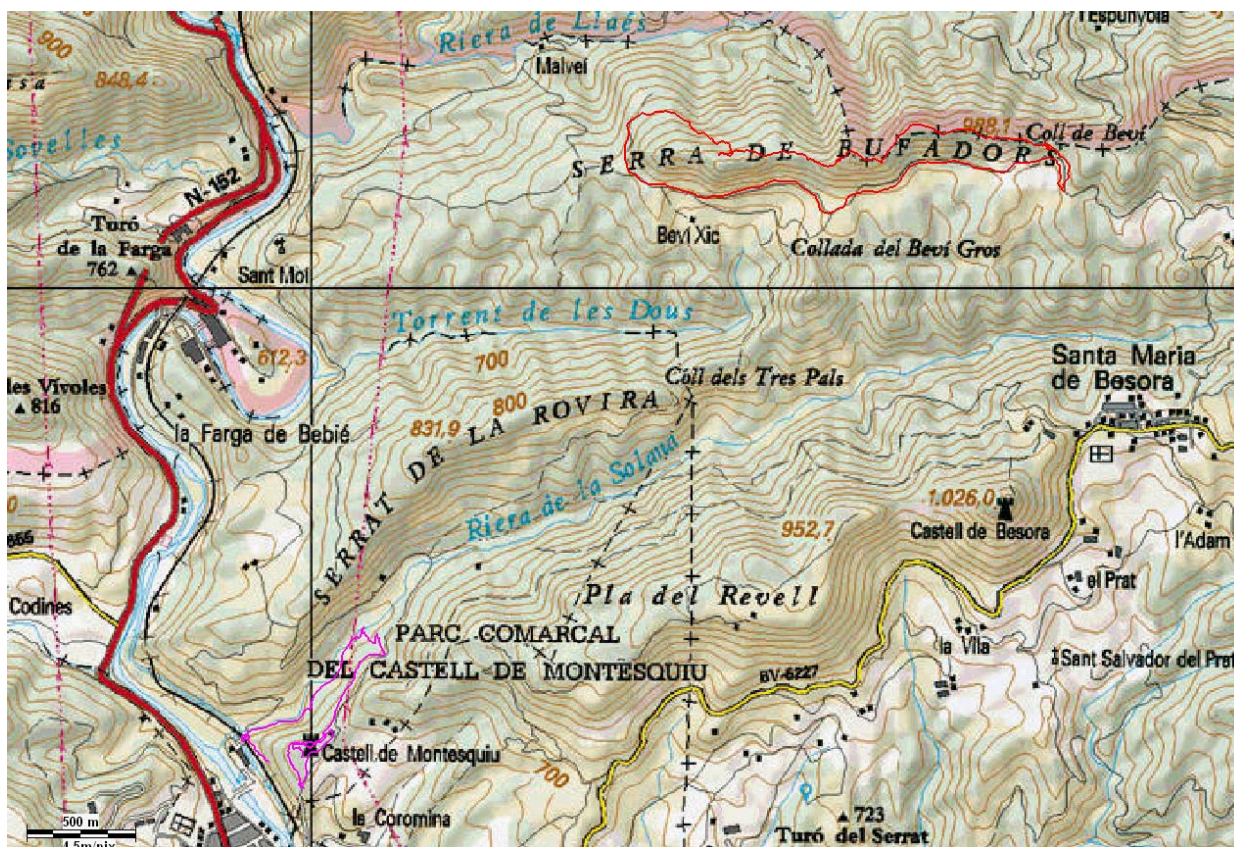 l'Espunyola
900
Riera de Llaés
Malvei
848,4
Sovelles
988,1
Coll de Beví
SERRA DE BUFADORS
N-152
Turó
de la Farga
762
Sant Moi
Beví Xic
Collada del Beví Gros
Torrent de les Dous
612,3
700
Coll dels Tres Pals
Santa Maria
de Besora
les Vívoles
816
800
831,9
la Farga de Bebié
SERRAT DE LA ROVIRA
Riera de la Solana
1.026,0
Castell de Besora
952,7
l'Adam
el Prat
Codines
Pla del Revell
PARC COMARCAL
DEL CASTELL DE MONTESQUIU
la Vila
Sant Salvador del Prat
BV-5227
Castell de Montesquiu
700
la Coromina
723
Turó del Serrat
500 m
4.5m/pix